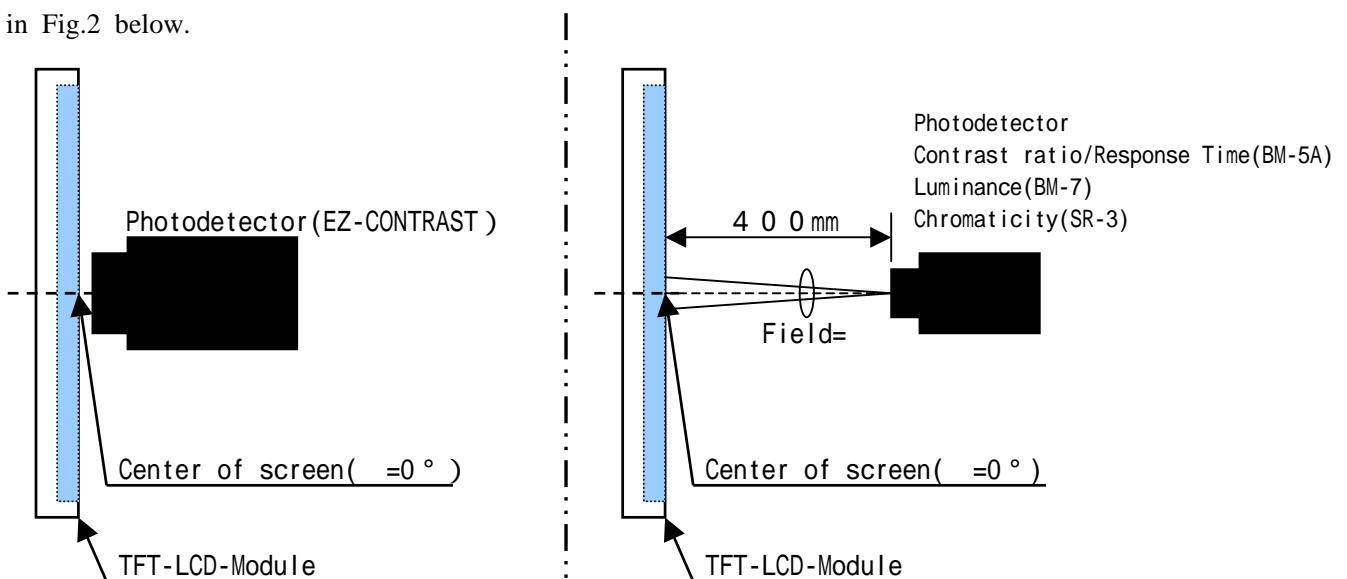 in Fig.2 below.
Photodetector(EZ-CONTRAST)
Center of screen( =0°)
TFT-LCD-Module
Photodetector
Contrast ratio/Response Time(BM-5A)
Luminance(BM-7)
Chromaticity(SR-3)
400mm
Field=
Center of screen( =0°)
TFT-LCD-Module